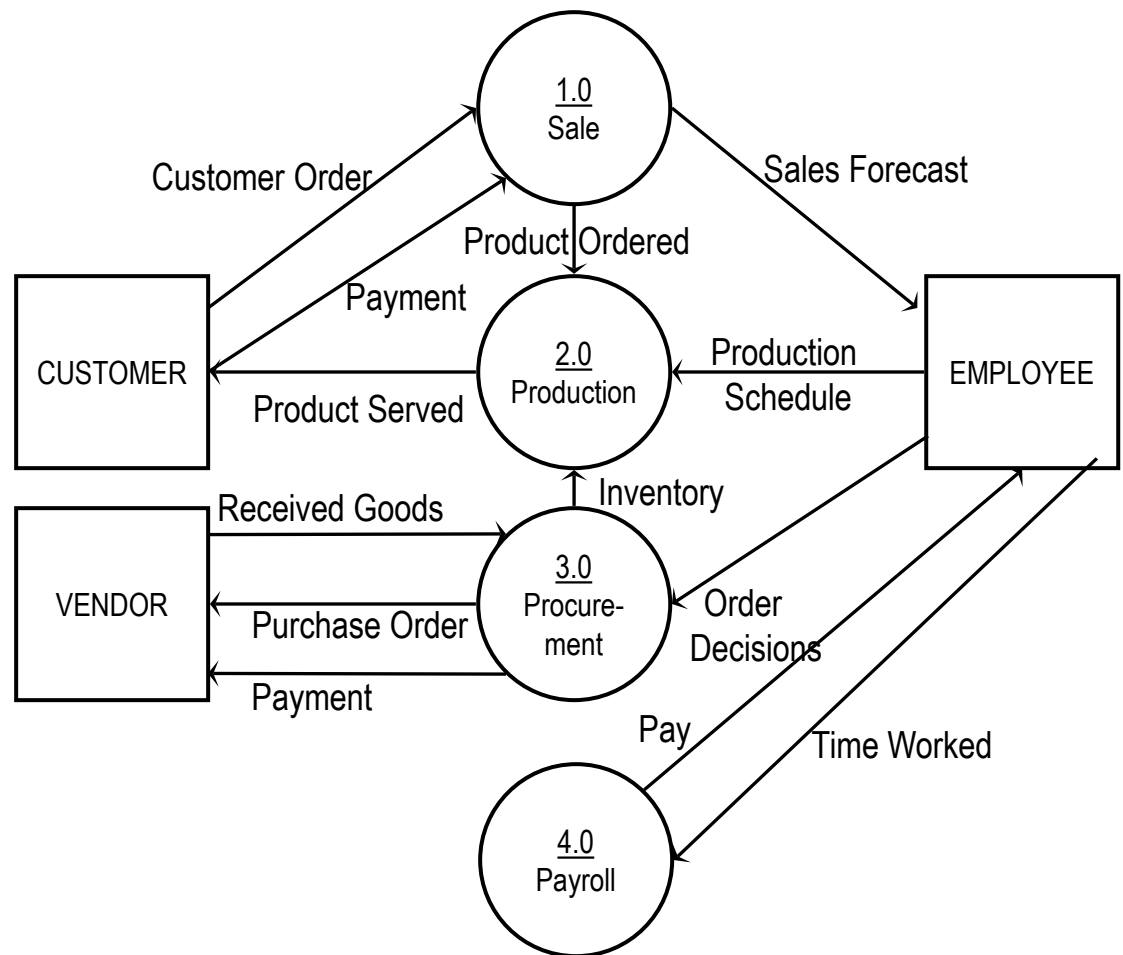 1.0
Sale
Customer Order
Sales Forecast
Product Ordered
Payment
CUSTOMER
2.0
Production
Production
Schedule
EMPLOYEE
Product Served
Received Goods
Inventory
VENDOR
3.0
Procure-
ment
Purchase Order
Order
Decisions
Payment
Pay
Time Worked
4.0
Payroll